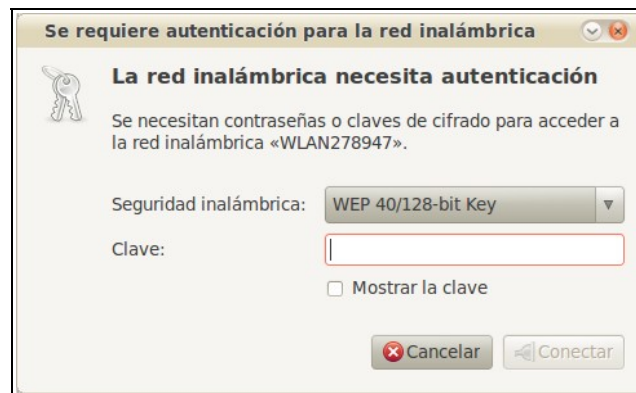 Se requiere autenticación para la red inalámbrica
La red inalámbrica necesita autenticación
Se necesitan contraseñas o claves de cifrado para acceder a
la red inalámbrica «WLAN278947».
Seguridad inalámbrica: WEP 40/128-bit Key
Clave:
Mostrar la clave
Cancelar Conectar